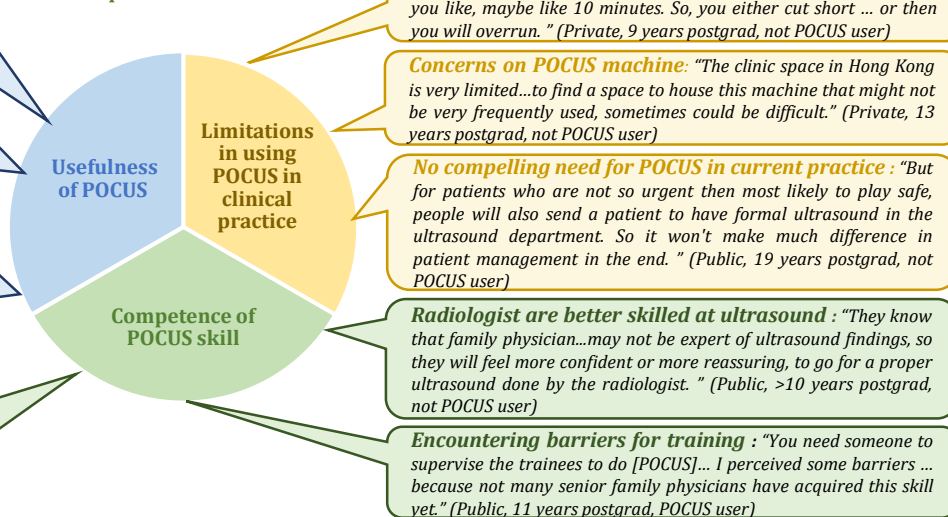 you like, maybe like 10 minutes. So, you either cut short ... or then
you will overrun. ” (Private, 9 years postgrad, not POCUS user)
Concerns on POCUS machine: “The clinic space in Hong Kong
is very limited...to find a space to house this machine that might not
be very frequently used, sometimes could be difficult.” (Private, 13
years postgrad, not POCUS user)
No compelling need for POCUS in current practice : “But
for patients who are not so urgent then most likely to play safe,
people will also send a patient to have formal ultrasound in the
ultrasound department. So it won't make much difference in
patient management in the end. ” (Public, 19 years postgrad, not
POCUS user)
Radiologist are better skilled at ultrasound : “They know
that family physician...may not be expert of ultrasound findings, so
they will feel more confident or more reassuring, to go for a proper
ultrasound done by the radiologist. ” (Public, >10 years postgrad,
not POCUS user)
Encountering barriers for training : “You need someone to
supervise the trainees to do [POCUS]... I perceived some barriers ...
because not many senior family physicians have acquired this skill
yet.” (Public, 11 years postgrad, POCUS user)
Usefulness
of POCUS
Limitations
in using
POCUS in
clinical
practice
Competence of
POCUS skill